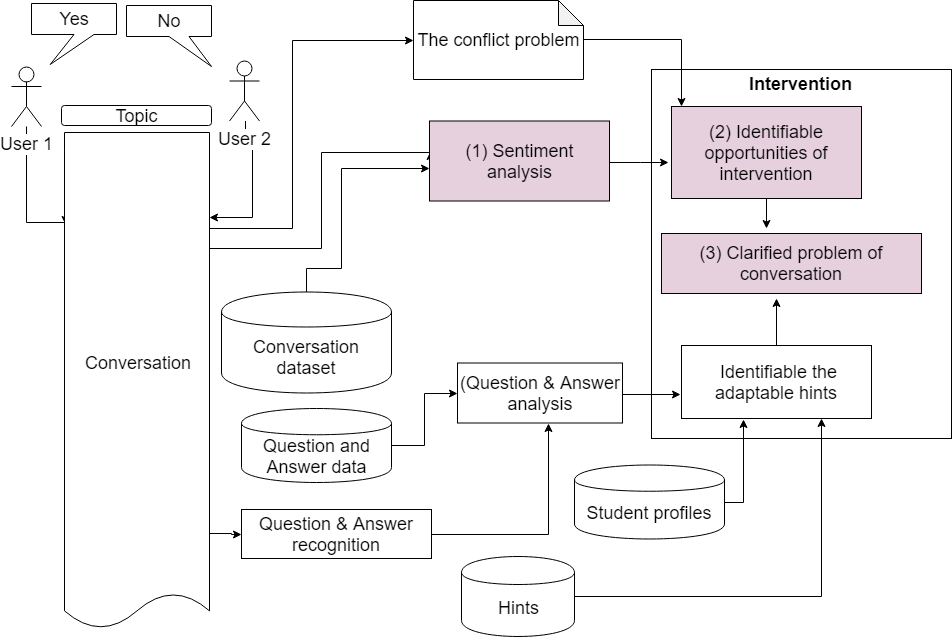 Yes
No
User 1
User 2
Topic
Conversation
The conflict problem
Intervention
(1) Sentiment
analysis
(2) Identifiable
opportunities of
intervention
(3) Clarified problem of
conversation
Conversation
dataset
(Question & Answer
analysis
Identifiable the
adaptable hints
Question and
Answer data
Student profiles
Question & Answer
recognition
Hints